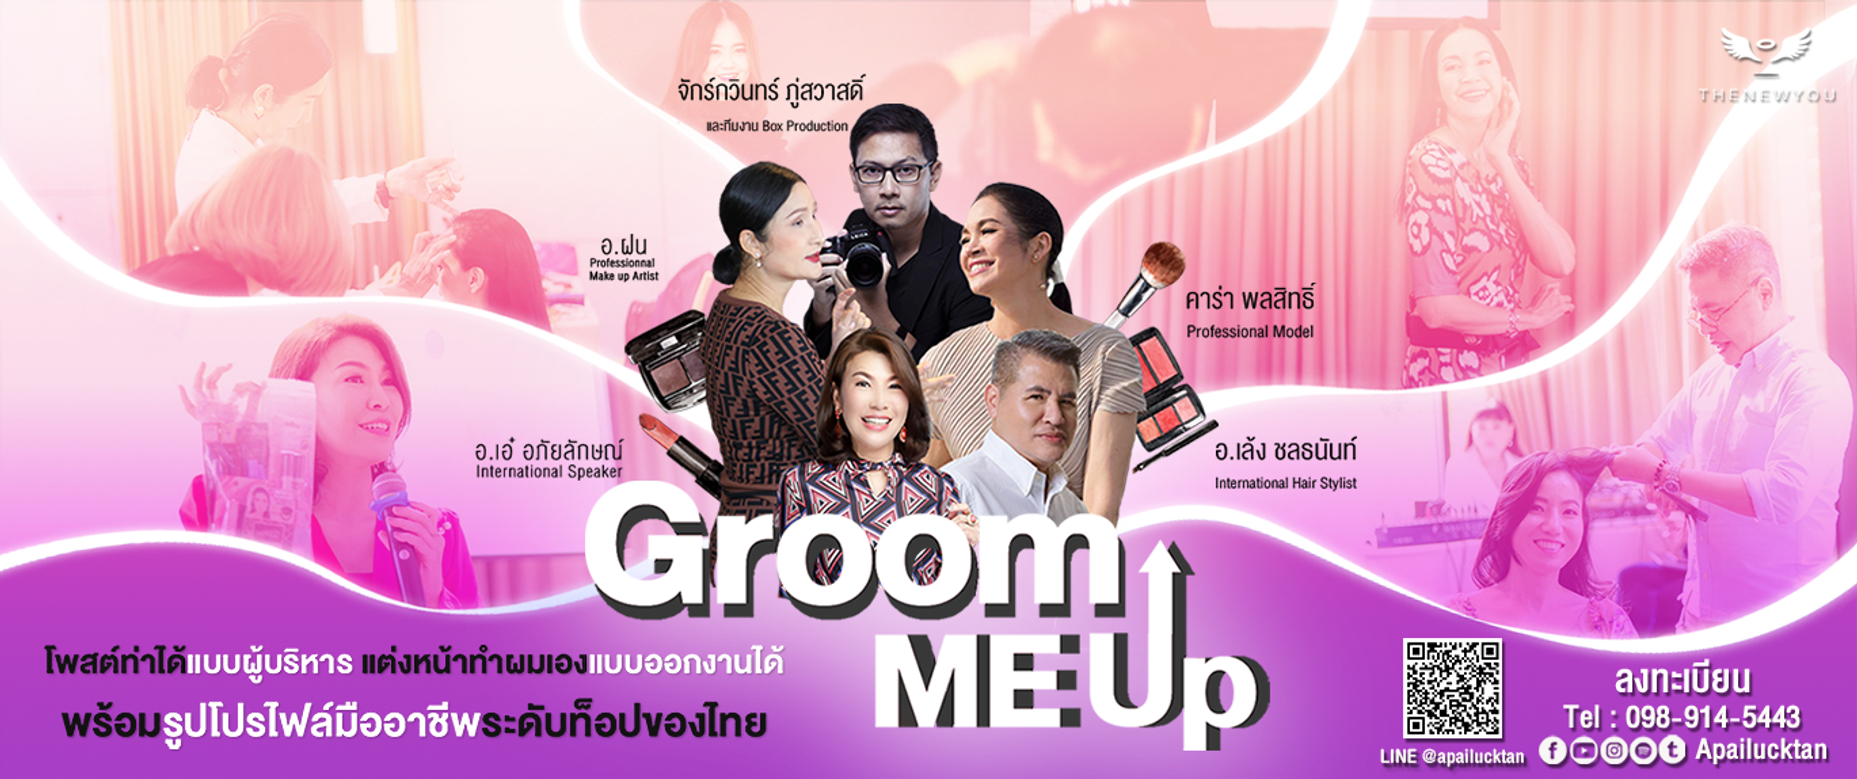 THENEWYOU
จักร์กวินทร์ ภู่สวาสดิ์
และทีมงาน Box Production
อ.ฝน
Professionnal
Make up Artist
คาร่า พลสิทธิ์
Professional Model
อ.เอ๋ อภัยลักษณ์
International Speaker
อ.เล้ง ชลธนันท์
International Hair Stylist
Groom
ME Up
โพสต์ท่าได้แบบผู้บริหาร แต่งหน้าทำผมเองแบบออกงานได้
พร้อมรูปโปรไฟล์มืออาชีพระดับท็อปของไทย
ลงทะเบียน
Tel : 098-914-5443
LINE @apailucktan
Apailucktan